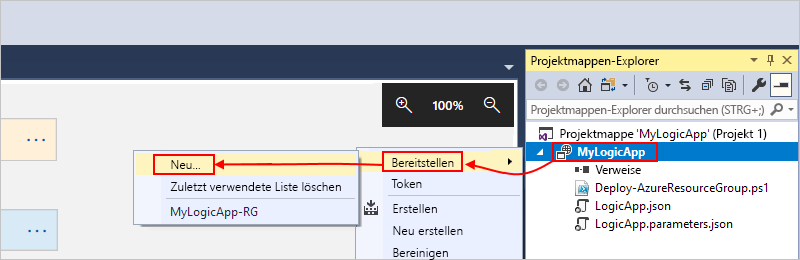 Projektmappen-Explorer
Projektmappen-Explorer durchsuchen (STRG+;)
Projektmappe 'MyLogicApp' (Projekt 1)
MyLogicApp
Verweise
Deploy-AzureResourceGroup.ps1
LogicApp.json
LogicApp.parameters.json
100%
Bereitstellen
Token
Erstellen
Neu erstellen
Bereinigen
Neu...
Zuletzt verwendete Liste löschen
MyLogicApp-RG